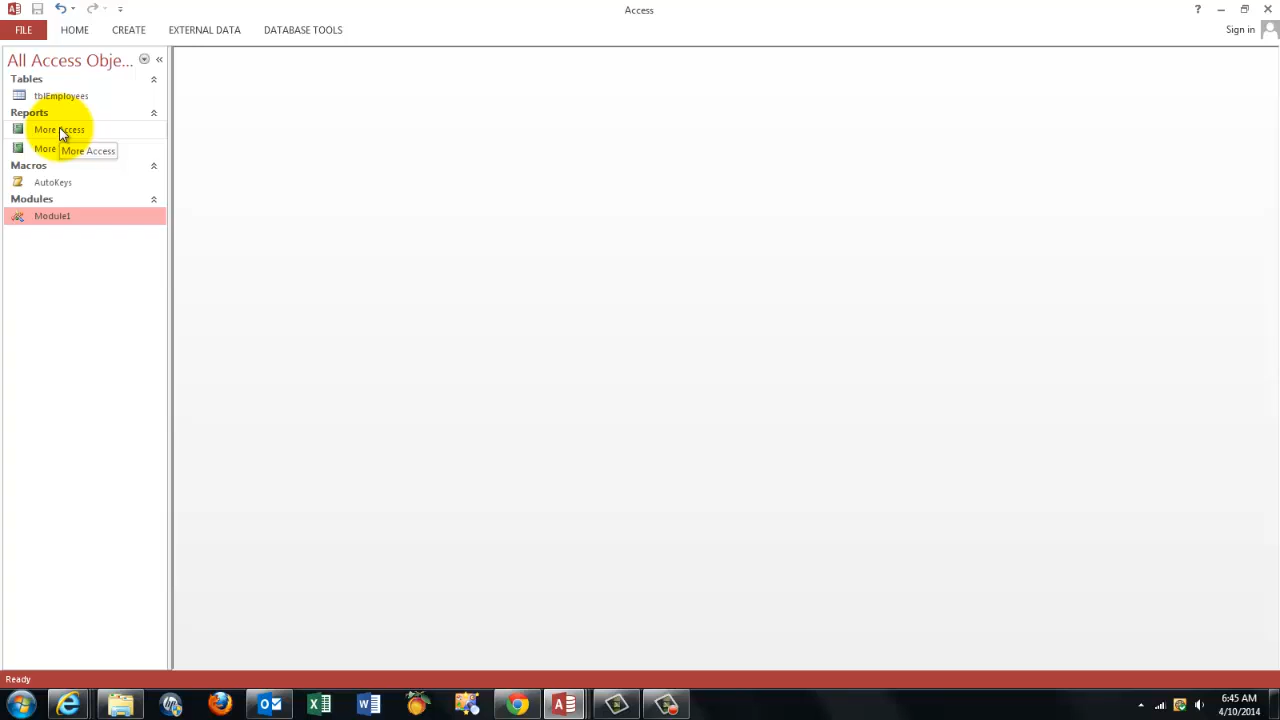 Access
FILE HOME CREATE EXTERNAL DATA DATABASE TOOLS Sign in
All Access Obje...
Tables
tblEmployees
Reports
More Access
More
More Access
Macros
AutoKeys
Modules
Module1
Ready
6:45 AM
4/10/2014